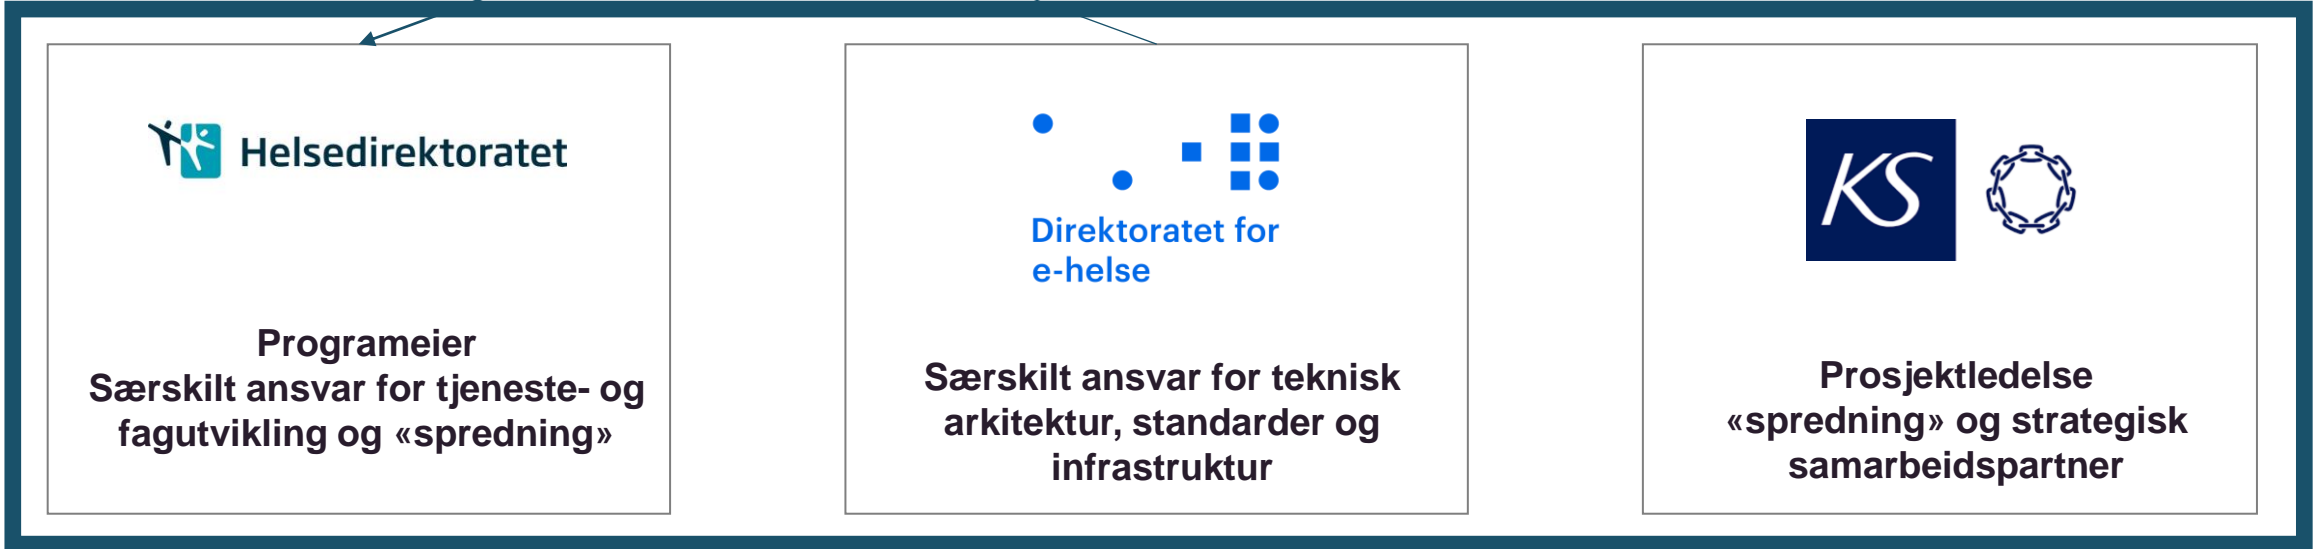 Helsedirektoratet
Programeier
Særskilt ansvar for tjeneste- og
fagutvikling og «spredning»
Direktoratet for
e-helse
Særskilt ansvar for teknisk
arkitektur, standarder og
infrastruktur
KS
Prosjektledelse
«spredning» og strategisk
samarbeidspartner